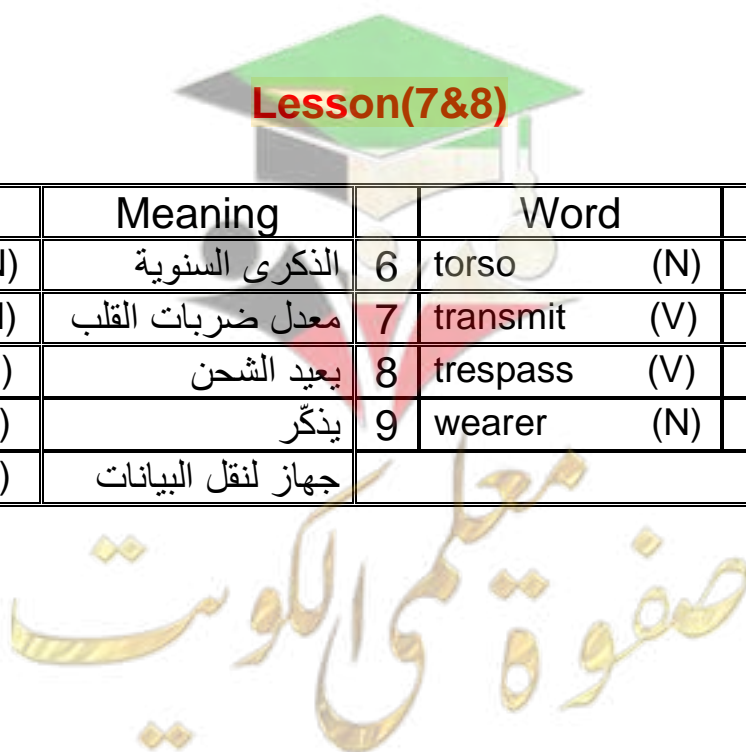 Lesson(7&8)
Meaning Word
) الذكرى السنوية 6 torso (N)
) معدل ضربات القلب 7 transmit (V)
) يعيد الشحن 8 trespass (V)
) يذكّر 9 wearer (N)
) جهاز لنقل البيانات
صفوة معلمى الكويت